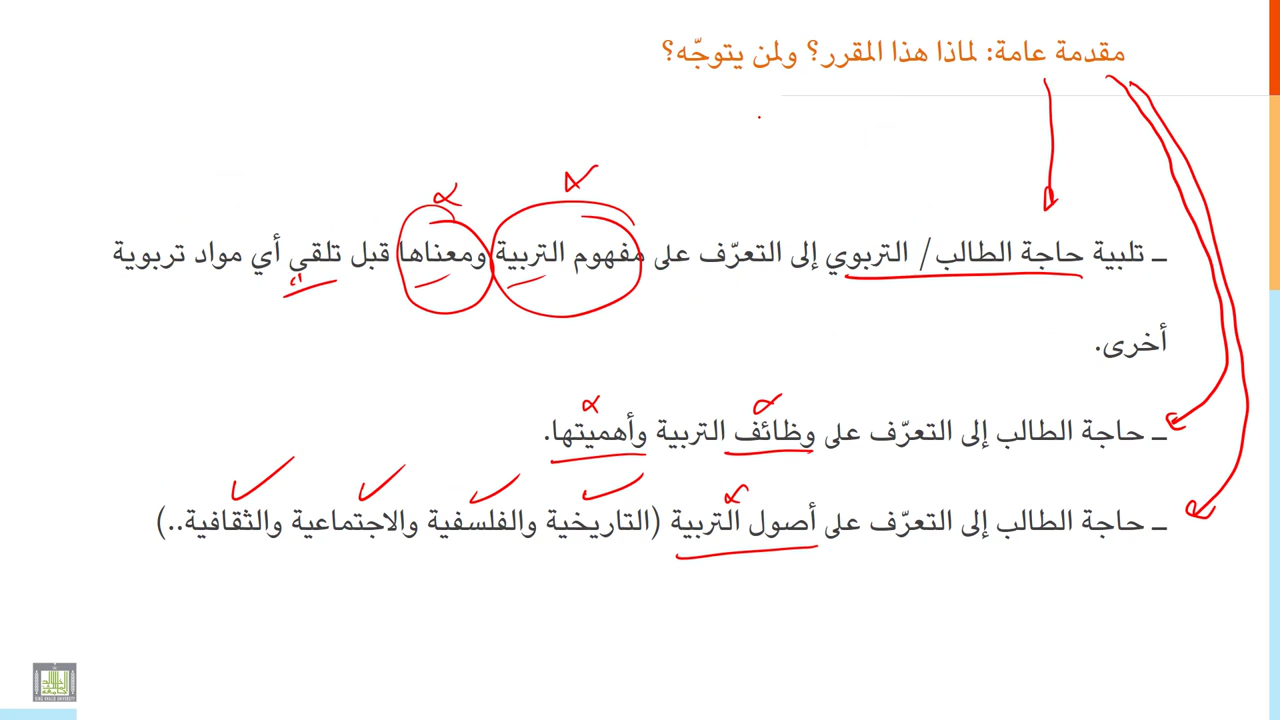 مقدمة عامة: لماذا هذا المقرر؟ ولمن يتوجّه؟
ـ تلبية حاجة الطالب/ التربوي إلى التعرّف على مفهوم التربية ومعناها قبل تلقي أي مواد تربوية
أخرى.
ـ حاجة الطالب إلى التعرّف على وظائف التربية وأهميتها.
ـ حاجة الطالب إلى التعرّف على أصول التربية (التاريخية والفلسفية والاجتماعية والثقافية..)